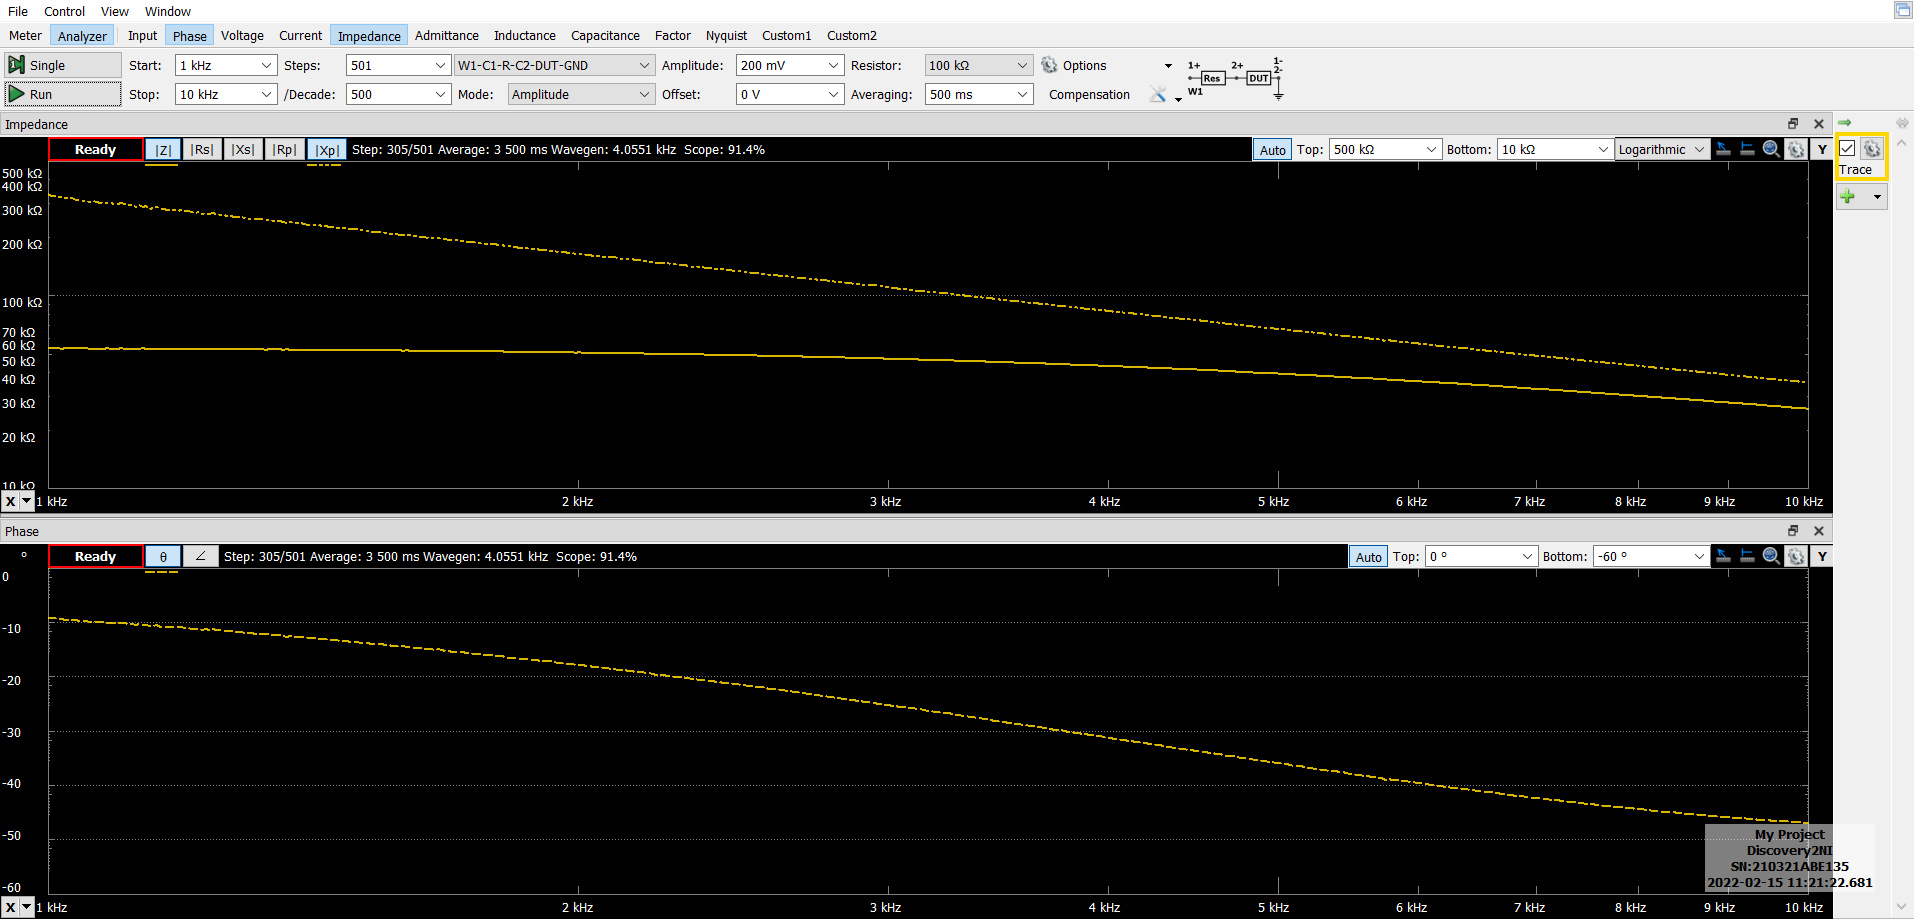 File Control View Window
Meter Analyzer Input Phase Voltage Current Impedance Admittance Inductance Capacitance Factor Nyquist Custom1 Custom2
Single Start: 1 kHz Steps: 501 W1-C1-R-C2-DUT-GND Amplitude: 200 mV Resistor: 100 kΩ Options
Run Stop: 10 kHz /Decade: 500 Mode: Amplitude Offset: 0 V Averaging: 500 ms Compensation
1+ 2+ 1-
2-
Res DUT
W1
Impedance
Ready |Z| |Rs| |Xs| |Rp| |Xp| Step: 305/501 Average: 3 500 ms Wavegen: 4.0551 kHz Scope: 91.4% Auto Top: 500 kΩ Bottom: 10 kΩ Logarithmic Y
Trace
500 kΩ
400 kΩ
300 kΩ
200 kΩ
100 kΩ
70 kΩ
60 kΩ
50 kΩ
40 kΩ
30 kΩ
20 kΩ
10 kΩ
X 1 kHz 2 kHz 3 kHz 4 kHz 5 kHz 6 kHz 7 kHz 8 kHz 9 kHz 10 kHz
Phase
° Ready θ ∠ Step: 305/501 Average: 3 500 ms Wavegen: 4.0551 kHz Scope: 91.4% Auto Top: 0 ° Bottom: -60 ° Y
0
-10
-20
-30
-40
-50
-60
My Project
Discovery2NI
SN:210321ABE135
2022-02-15 11:21:22.681
X 1 kHz 2 kHz 3 kHz 4 kHz 5 kHz 6 kHz 7 kHz 8 kHz 9 kHz 10 kHz